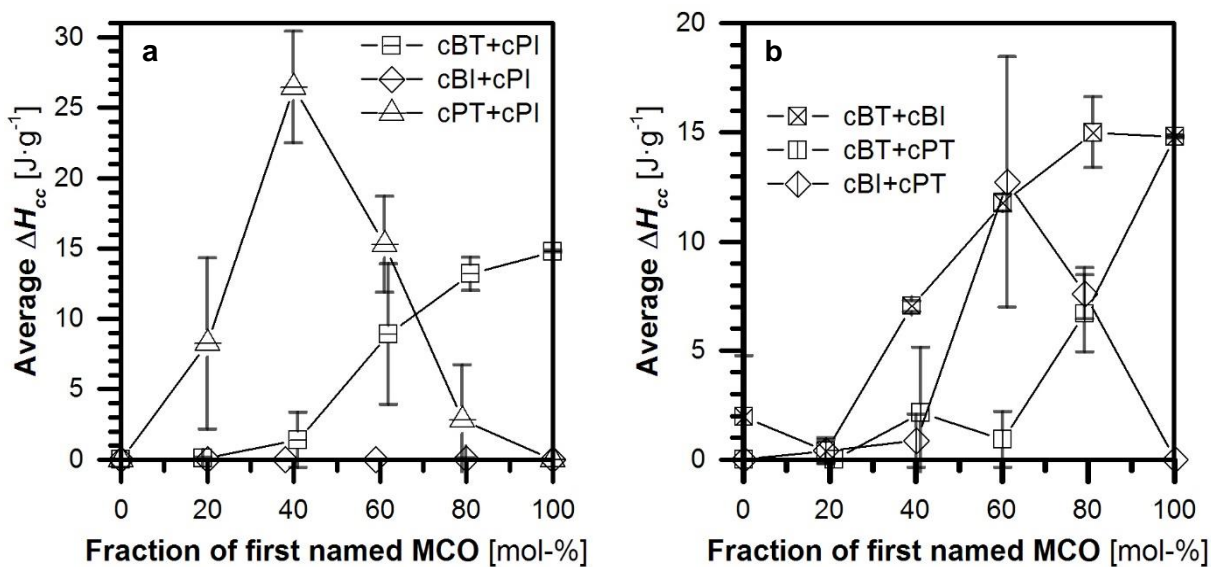 a
cBT+cPI
cBI+cPI
cPT+cPI
Average ΔHcc [J·g-1]
30
25
20
15
10
5
0
0 20 40 60 80 100
Fraction of first named MCO [mol-%]
b
cBT+cBI
cBT+cPT
cBI+cPT
Average ΔHcc [J·g-1]
20
15
10
5
0
0 20 40 60 80 100
Fraction of first named MCO [mol-%]